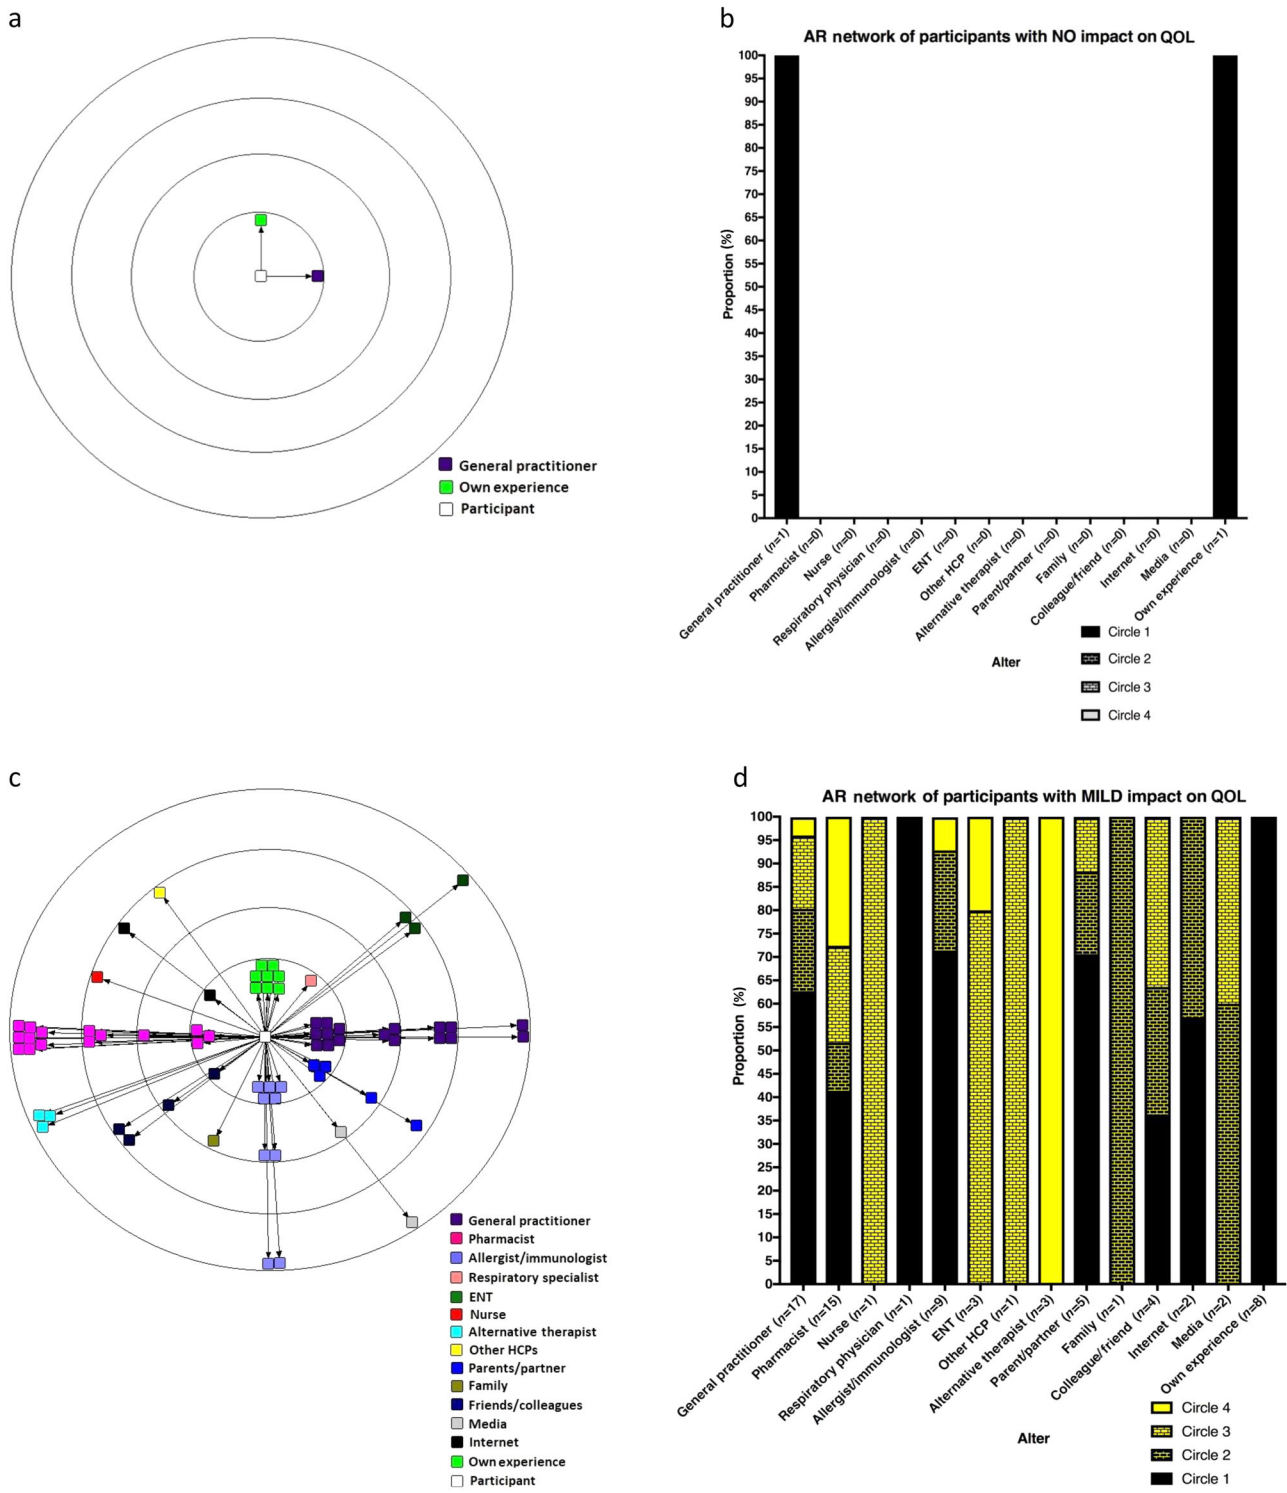 a
General practitioner
Own experience
Participant
b
AR network of participants with NO impact on QOL
Proportion (%)
100
95
90
85
80
75
70
65
60
55
50
45
40
35
30
25
20
15
10
5
0
General practitioner (n=1)
Pharmacist (n=0)
Nurse (n=0)
Respiratory physician (n=0)
Allergist/immunologist (n=0)
ENT (n=0)
Other HCP (n=0)
Alternative therapist (n=0)
Parent/partner (n=0)
Family (n=0)
Colleague/friend (n=0)
Internet (n=0)
Media (n=0)
Own experience (n=1)
Alter
Circle 1
Circle 2
Circle 3
Circle 4
c
General practitioner
Pharmacist
Allergist/immunologist
Respiratory specialist
ENT
Nurse
Alternative therapist
Other HCPs
Parents/partner
Family
Friends/colleagues
Media
Internet
Own experience
Participant
d
AR network of participants with MILD impact on QOL
Proportion (%)
100
95
90
85
80
75
70
65
60
55
50
45
40
35
30
25
20
15
10
5
0
General practitioner (n=17)
Pharmacist (n=15)
Nurse (n=1)
Respiratory physician (n=1)
Allergist/immunologist (n=9)
ENT (n=3)
Other HCP (n=1)
Alternative therapist (n=3)
Parent/partner (n=5)
Family (n=1)
Colleague/friend (n=4)
Internet (n=2)
Media (n=2)
Own experience (n=8)
Alter
Circle 4
Circle 3
Circle 2
Circle 1